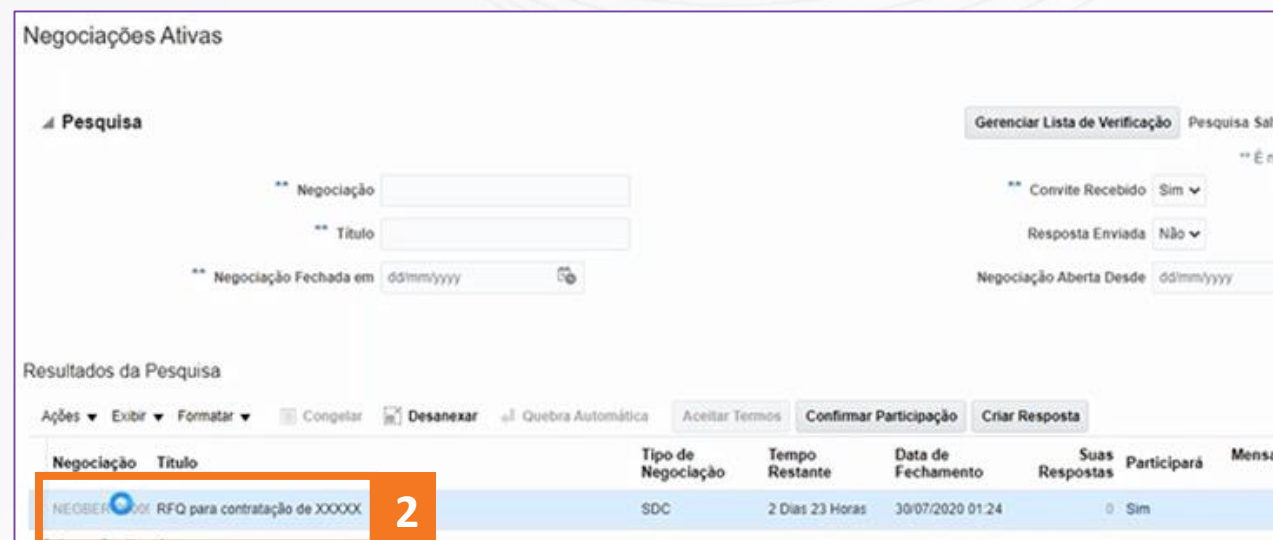 Negociações Ativas
Pesquisa
Gerenciar Lista de Verificação Pesquisa
** É
** Negociação
** Convite Recebido Sim
** Título
Resposta Enviada Não
** Negociação Fechada em dd/mm/yyyy
Negociação Aberta Desde dd/mm/yyyy
Resultados da Pesquisa
Ações Exibir Formatar Congelar Desanexar Quebra Automática Aceitar Termos Confirmar Participação Criar Resposta
Negociação Título Tipo de Negociação Tempo Restante Data de Fechamento Suas Respostas Participará
RFQ para contratação de XXXXX 2 SDC 2 Dias 23 Horas 30/07/2020 01:24 0 Sim